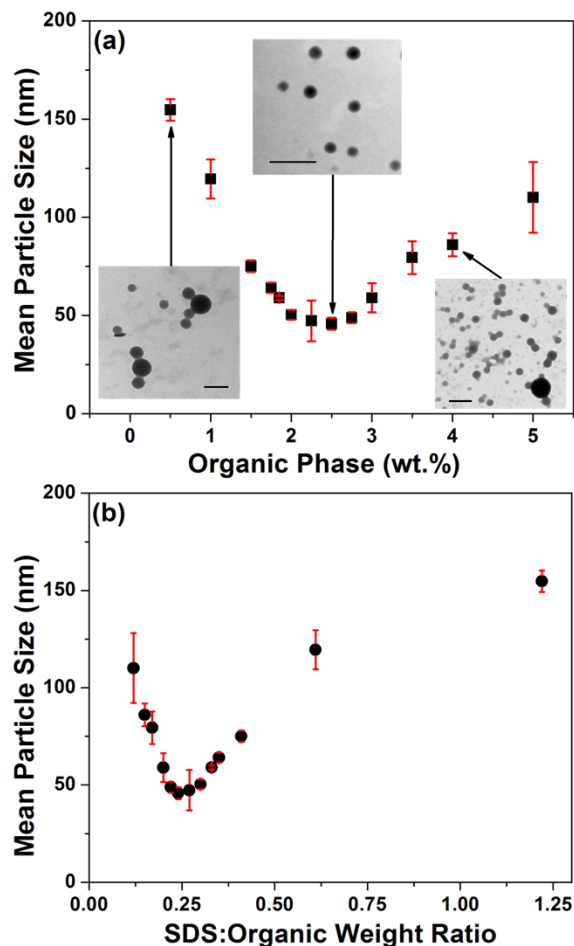 (a)
Mean Particle Size (nm)
200
150
100
50
0
0 1 2 3 4 5
Organic Phase (wt.%)
(b)
Mean Particle Size (nm)
200
150
100
50
0
0.00 0.25 0.50 0.75 1.00 1.25
SDS:Organic Weight Ratio